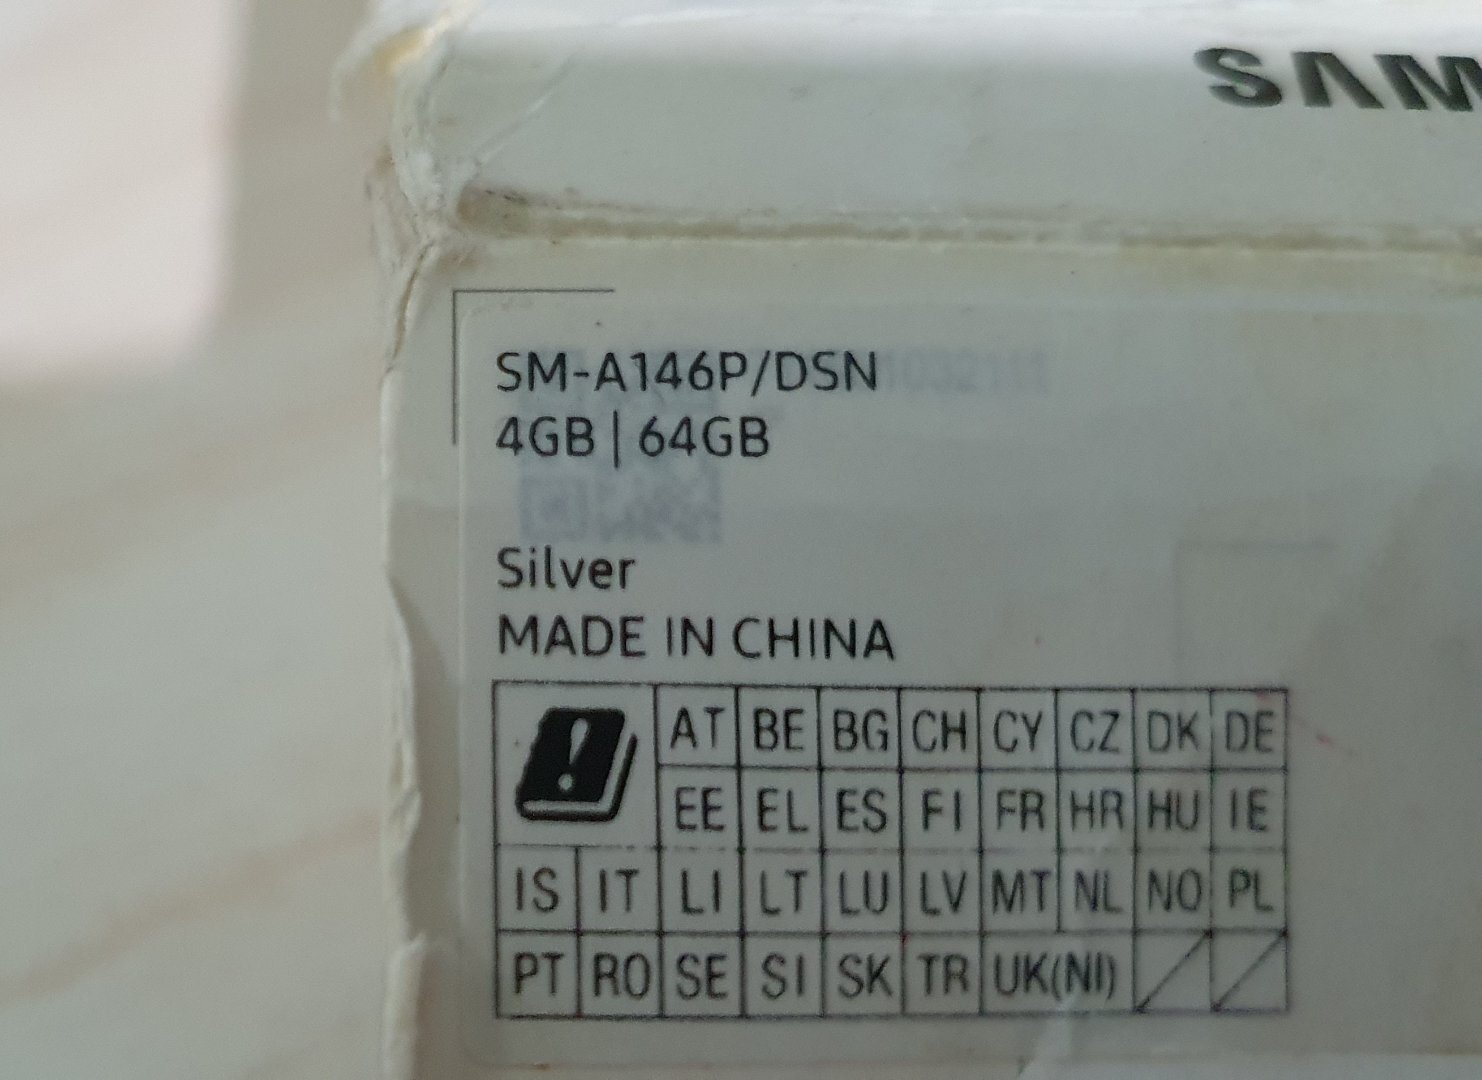 SAM
SM-A146P/DSN
4GB | 64GB
Silver
MADE IN CHINA
AT BE BG CH CY CZ DK DE
EE EL ES FI FR HR HU IE
IS IT LI LT LU LV MT NL NO PL
PT RO SE SI SK TR UK(NI)